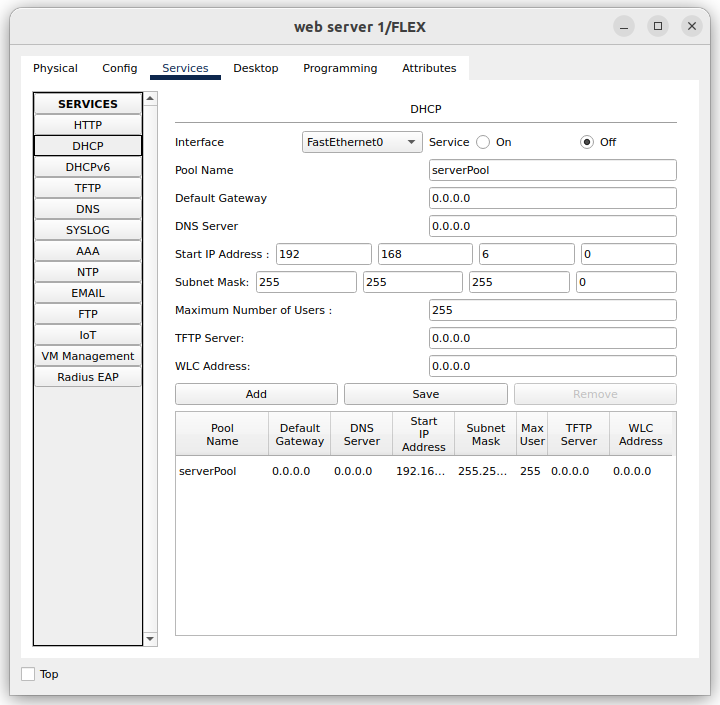 web server 1/FLEX
Physical Config Services Desktop Programming Attributes
SERVICES
HTTP
DHCP
DHCPv6
TFTP
DNS
SYSLOG
AAA
NTP
EMAIL
FTP
IoT
VM Management
Radius EAP
DHCP
Interface FastEthernet0 Service On Off
Pool Name serverPool
Default Gateway 0.0.0.0
DNS Server 0.0.0.0
Start IP Address : 192 168 6 0
Subnet Mask: 255 255 255 0
Maximum Number of Users : 255
TFTP Server: 0.0.0.0
WLC Address: 0.0.0.0
Add Save Remove
Pool Name Default Gateway DNS Server Start IP Address Subnet Mask Max User TFTP Server WLC Address
serverPool 0.0.0.0 0.0.0.0 192.16... 255.25... 255 0.0.0.0 0.0.0.0
Top